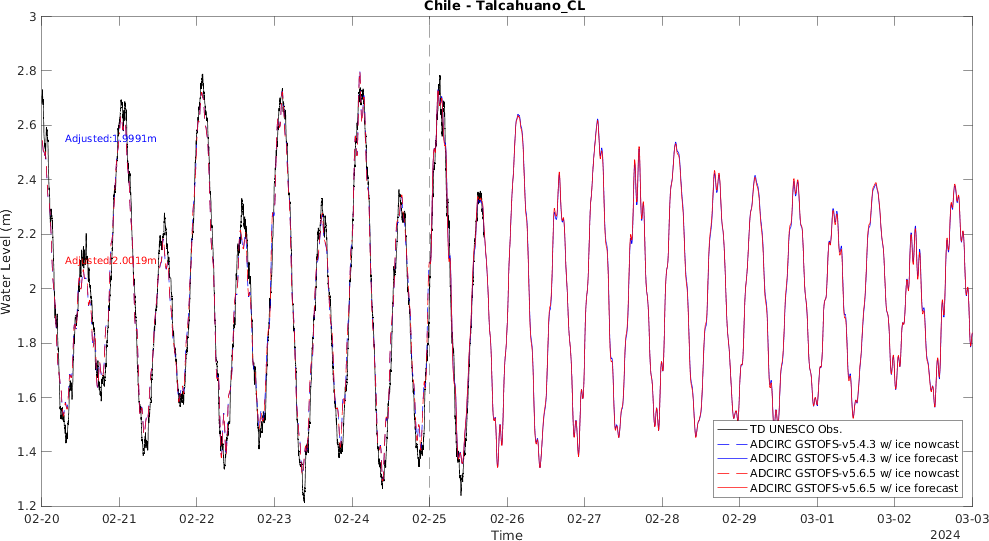 Chile - Talcahuano_CL
3
2.8
2.6
2.4
2.2
2
1.8
1.6
1.4
1.2
Water Level (m)
Adjusted:1.9991m
Adjusted:2.0019m
TD UNESCO Obs.
ADCIRC GSTOFS-v5.4.3 w/ ice nowcast
ADCIRC GSTOFS-v5.4.3 w/ ice forecast
ADCIRC GSTOFS-v5.6.5 w/ ice nowcast
ADCIRC GSTOFS-v5.6.5 w/ ice forecast
02-20 02-21 02-22 02-23 02-24 02-25 02-26 02-27 02-28 02-29 03-01 03-02 03-03
Time
2024